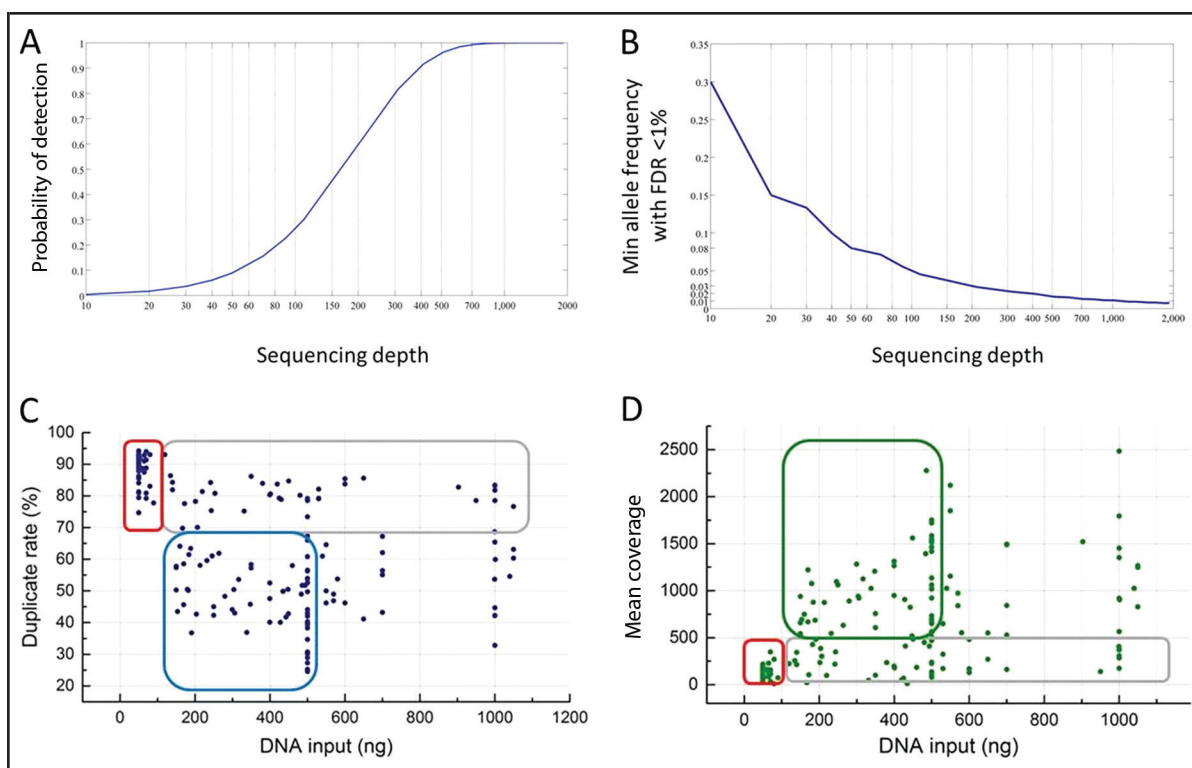 A
B
Probability of detection
1
0.9
0.8
0.7
0.6
0.5
0.4
0.3
0.2
0.1
0
10 20 30 40 50 60 80 100 150 200 300 400 500 700 1,000 2000
Sequencing depth
Min allele frequency
with FDR <1%
0.35
0.3
0.25
0.2
0.15
0.1
0.08
0.05
0.03
0.02
0.01
0
10 20 30 40 50 60 80 100 150 200 300 400 500 700 1,000 2,000
Sequencing depth
C
D
Duplicate rate (%)
100
90
80
70
60
50
40
30
20
0 200 400 600 800 1000 1200
DNA input (ng)
Mean coverage
2500
2000
1500
1000
500
0
0 200 400 600 800 1000
DNA input (ng)